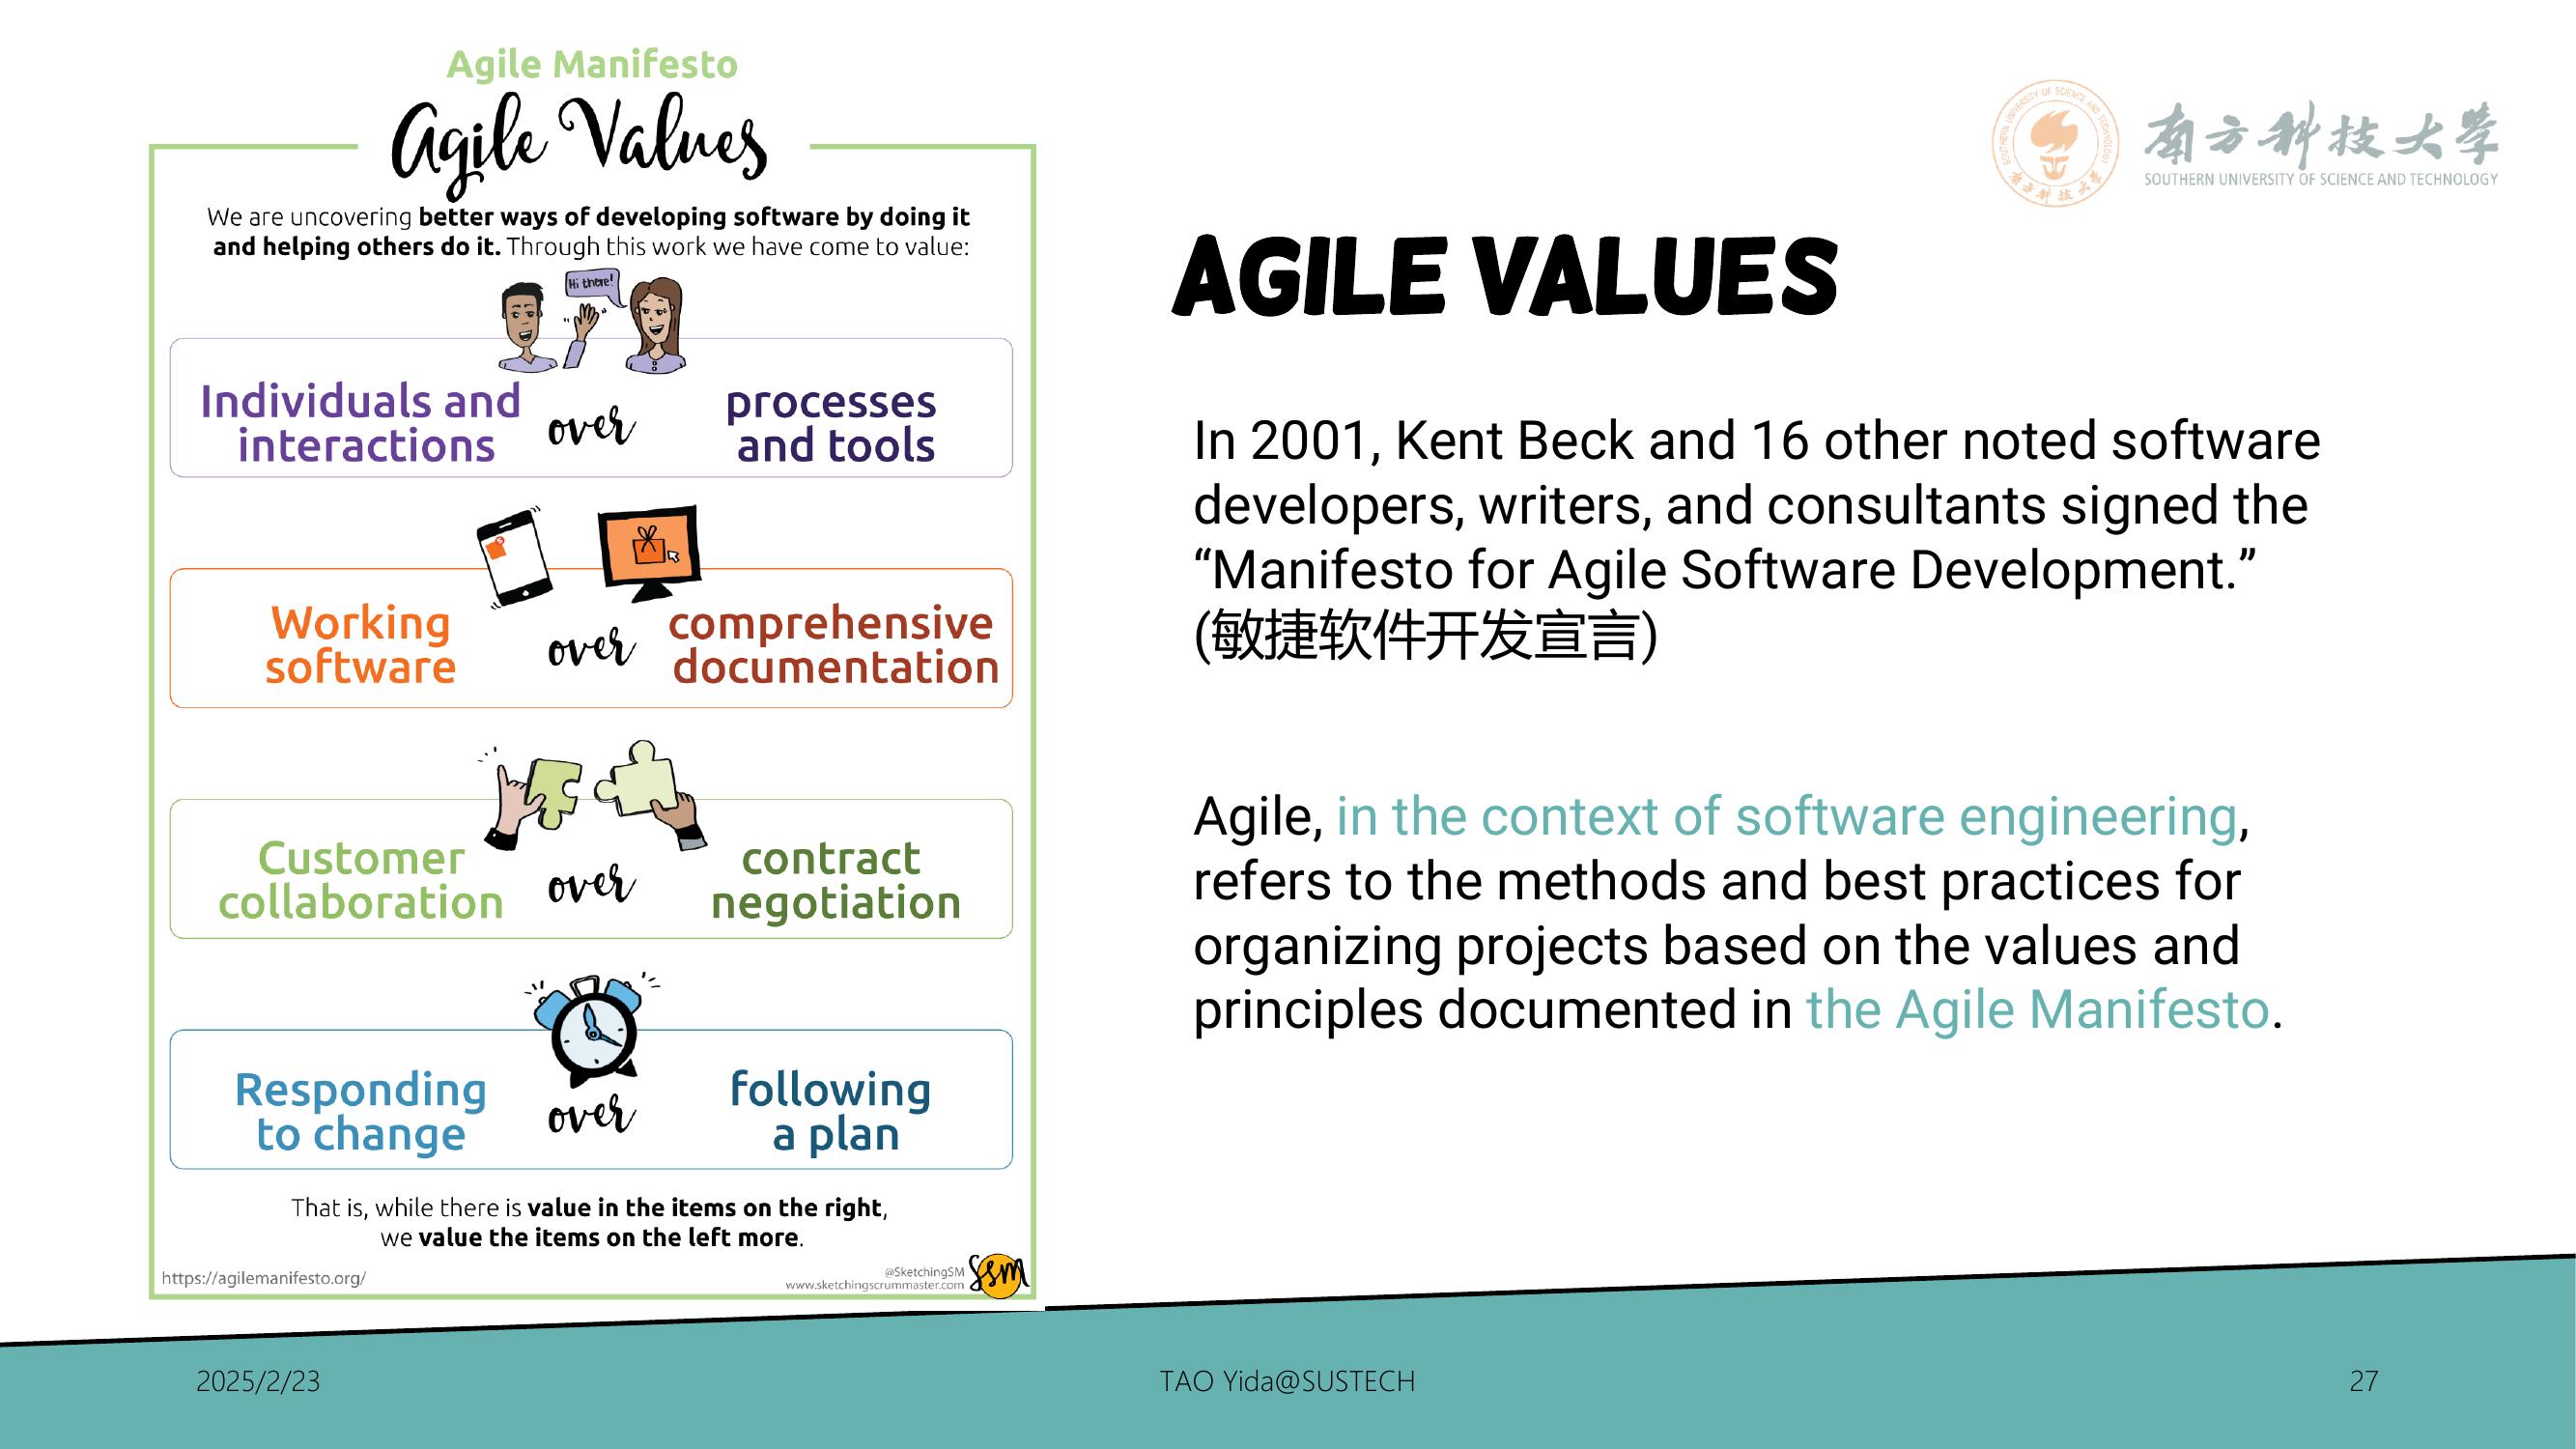 Agile Manifesto
Agile Values
We are uncovering better ways of developing software by doing it
and helping others do it. Through this work we have come to value:
Hi there!
Individuals and
interactions
over
processes
and tools
Working
software
over
comprehensive
documentation
Customer
collaboration
over
contract
negotiation
Responding
to change
over
following
a plan
That is, while there is value in the items on the right,
we value the items on the left more.
https://agilemanifesto.org/
@SketchingSM
www.sketchingscrummaster.com
SSM
南方科技大学
SOUTHERN UNIVERSITY OF SCIENCE AND TECHNOLOGY
AGILE VALUES
In 2001, Kent Beck and 16 other noted software
developers, writers, and consultants signed the
“Manifesto for Agile Software Development.”
(敏捷软件开发宣言)
Agile, in the context of software engineering,
refers to the methods and best practices for
organizing projects based on the values and
principles documented in the Agile Manifesto.
2025/2/23
TAO Yida@SUSTECH
27